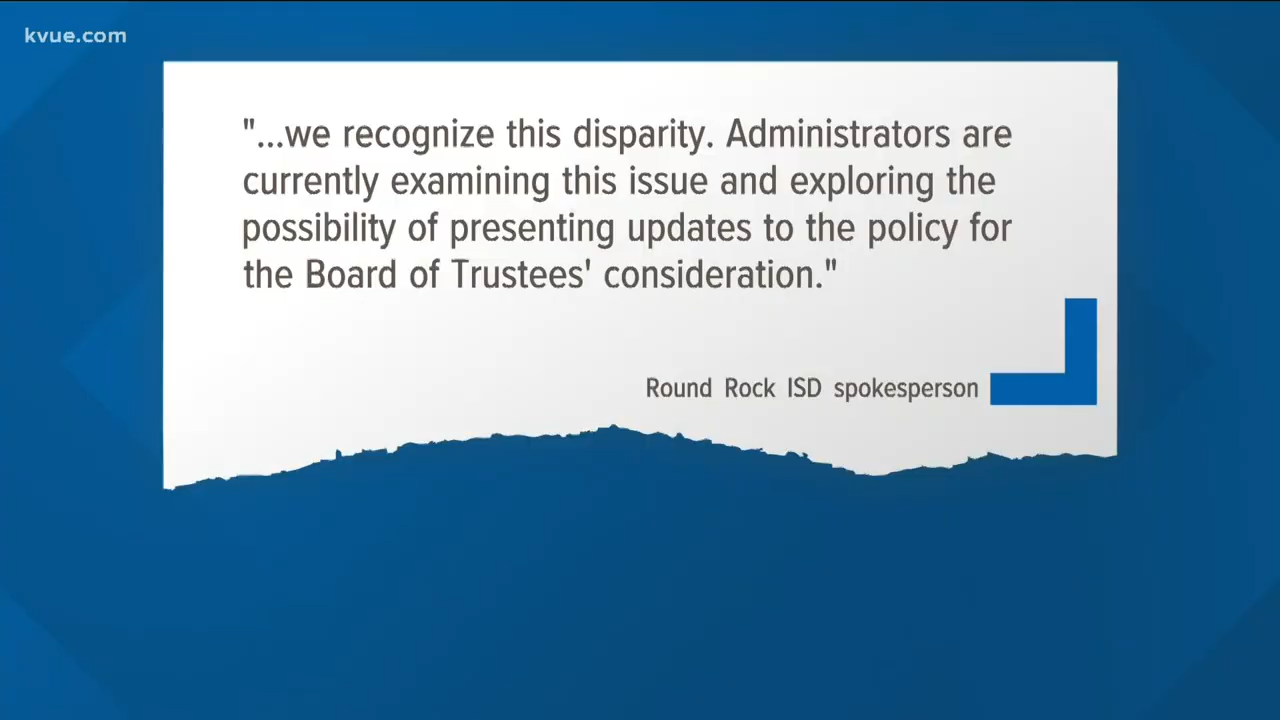 kvue.com
"...we recognize this disparity. Administrators are
currently examining this issue and exploring the
possibility of presenting updates to the policy for
the Board of Trustees' consideration."
Round Rock ISD spokesperson